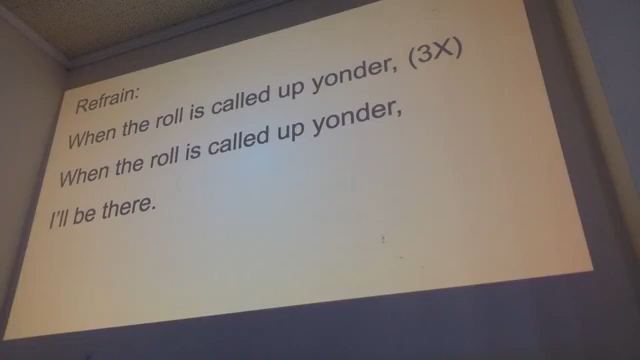 Refrain:
When the roll is called up yonder, (3X)
When the roll is called up yonder,
I'll be there.